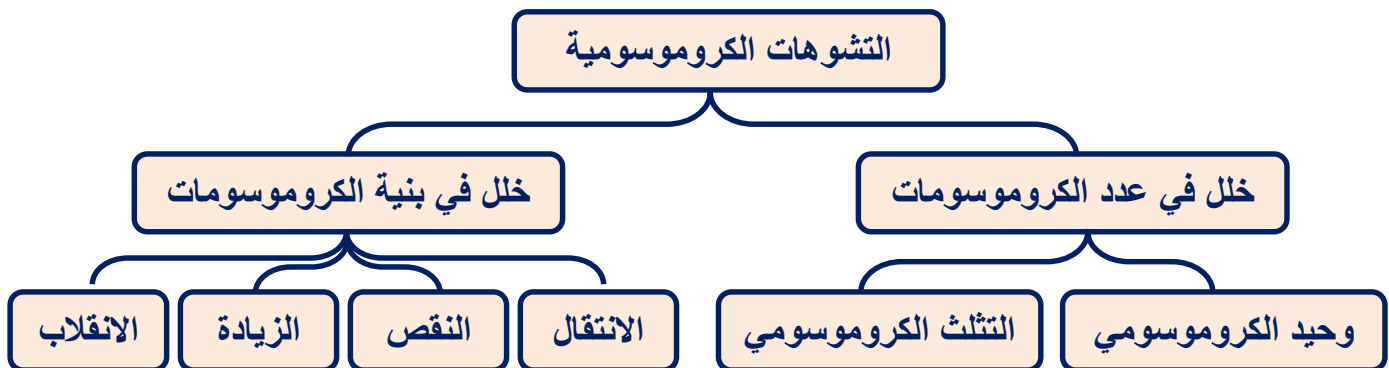 التشوهات الكروموسومية
خلل في عدد الكروموسومات
خلل في بنية الكروموسومات
وحيد الكروموسومي
التثلث الكروموسومي
الانتقال
النقص
الزيادة
الانقلاب